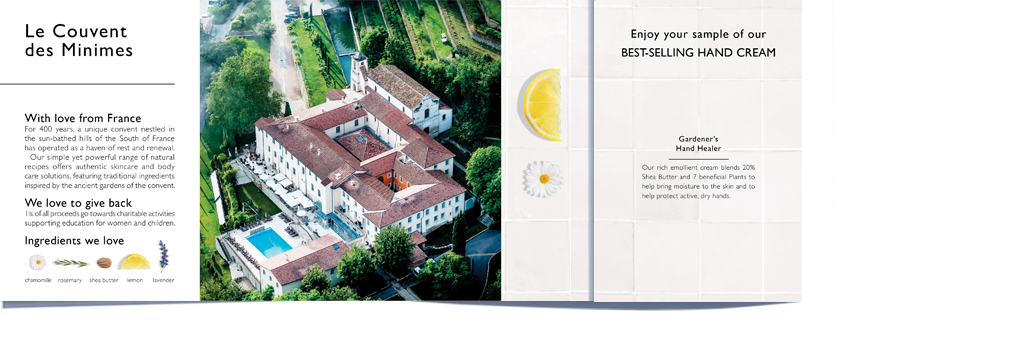 Le Couvent
des Minimes
With love from France
For 400 years, a unique convent nestled in
the sun-bathed hills of the South of France
has operated as a haven of rest and renewal.
Our simple yet powerful range of natural
recipes offers authentic skincare and body
care solutions, featuring traditional ingredients
inspired by the ancient gardens of the convent.
We love to give back
1% of all proceeds go towards charitable activities
supporting education for women and children.
Ingredients we love
chamomille rosemary shea butter lemon lavender
Enjoy your sample of our
BEST-SELLING HAND CREAM
Gardener's
Hand Healer
Our rich emollient cream blends 20%
Shea Butter and 7 beneficial Plants to
help bring moisture to the skin and to
help protect active, dry hands.